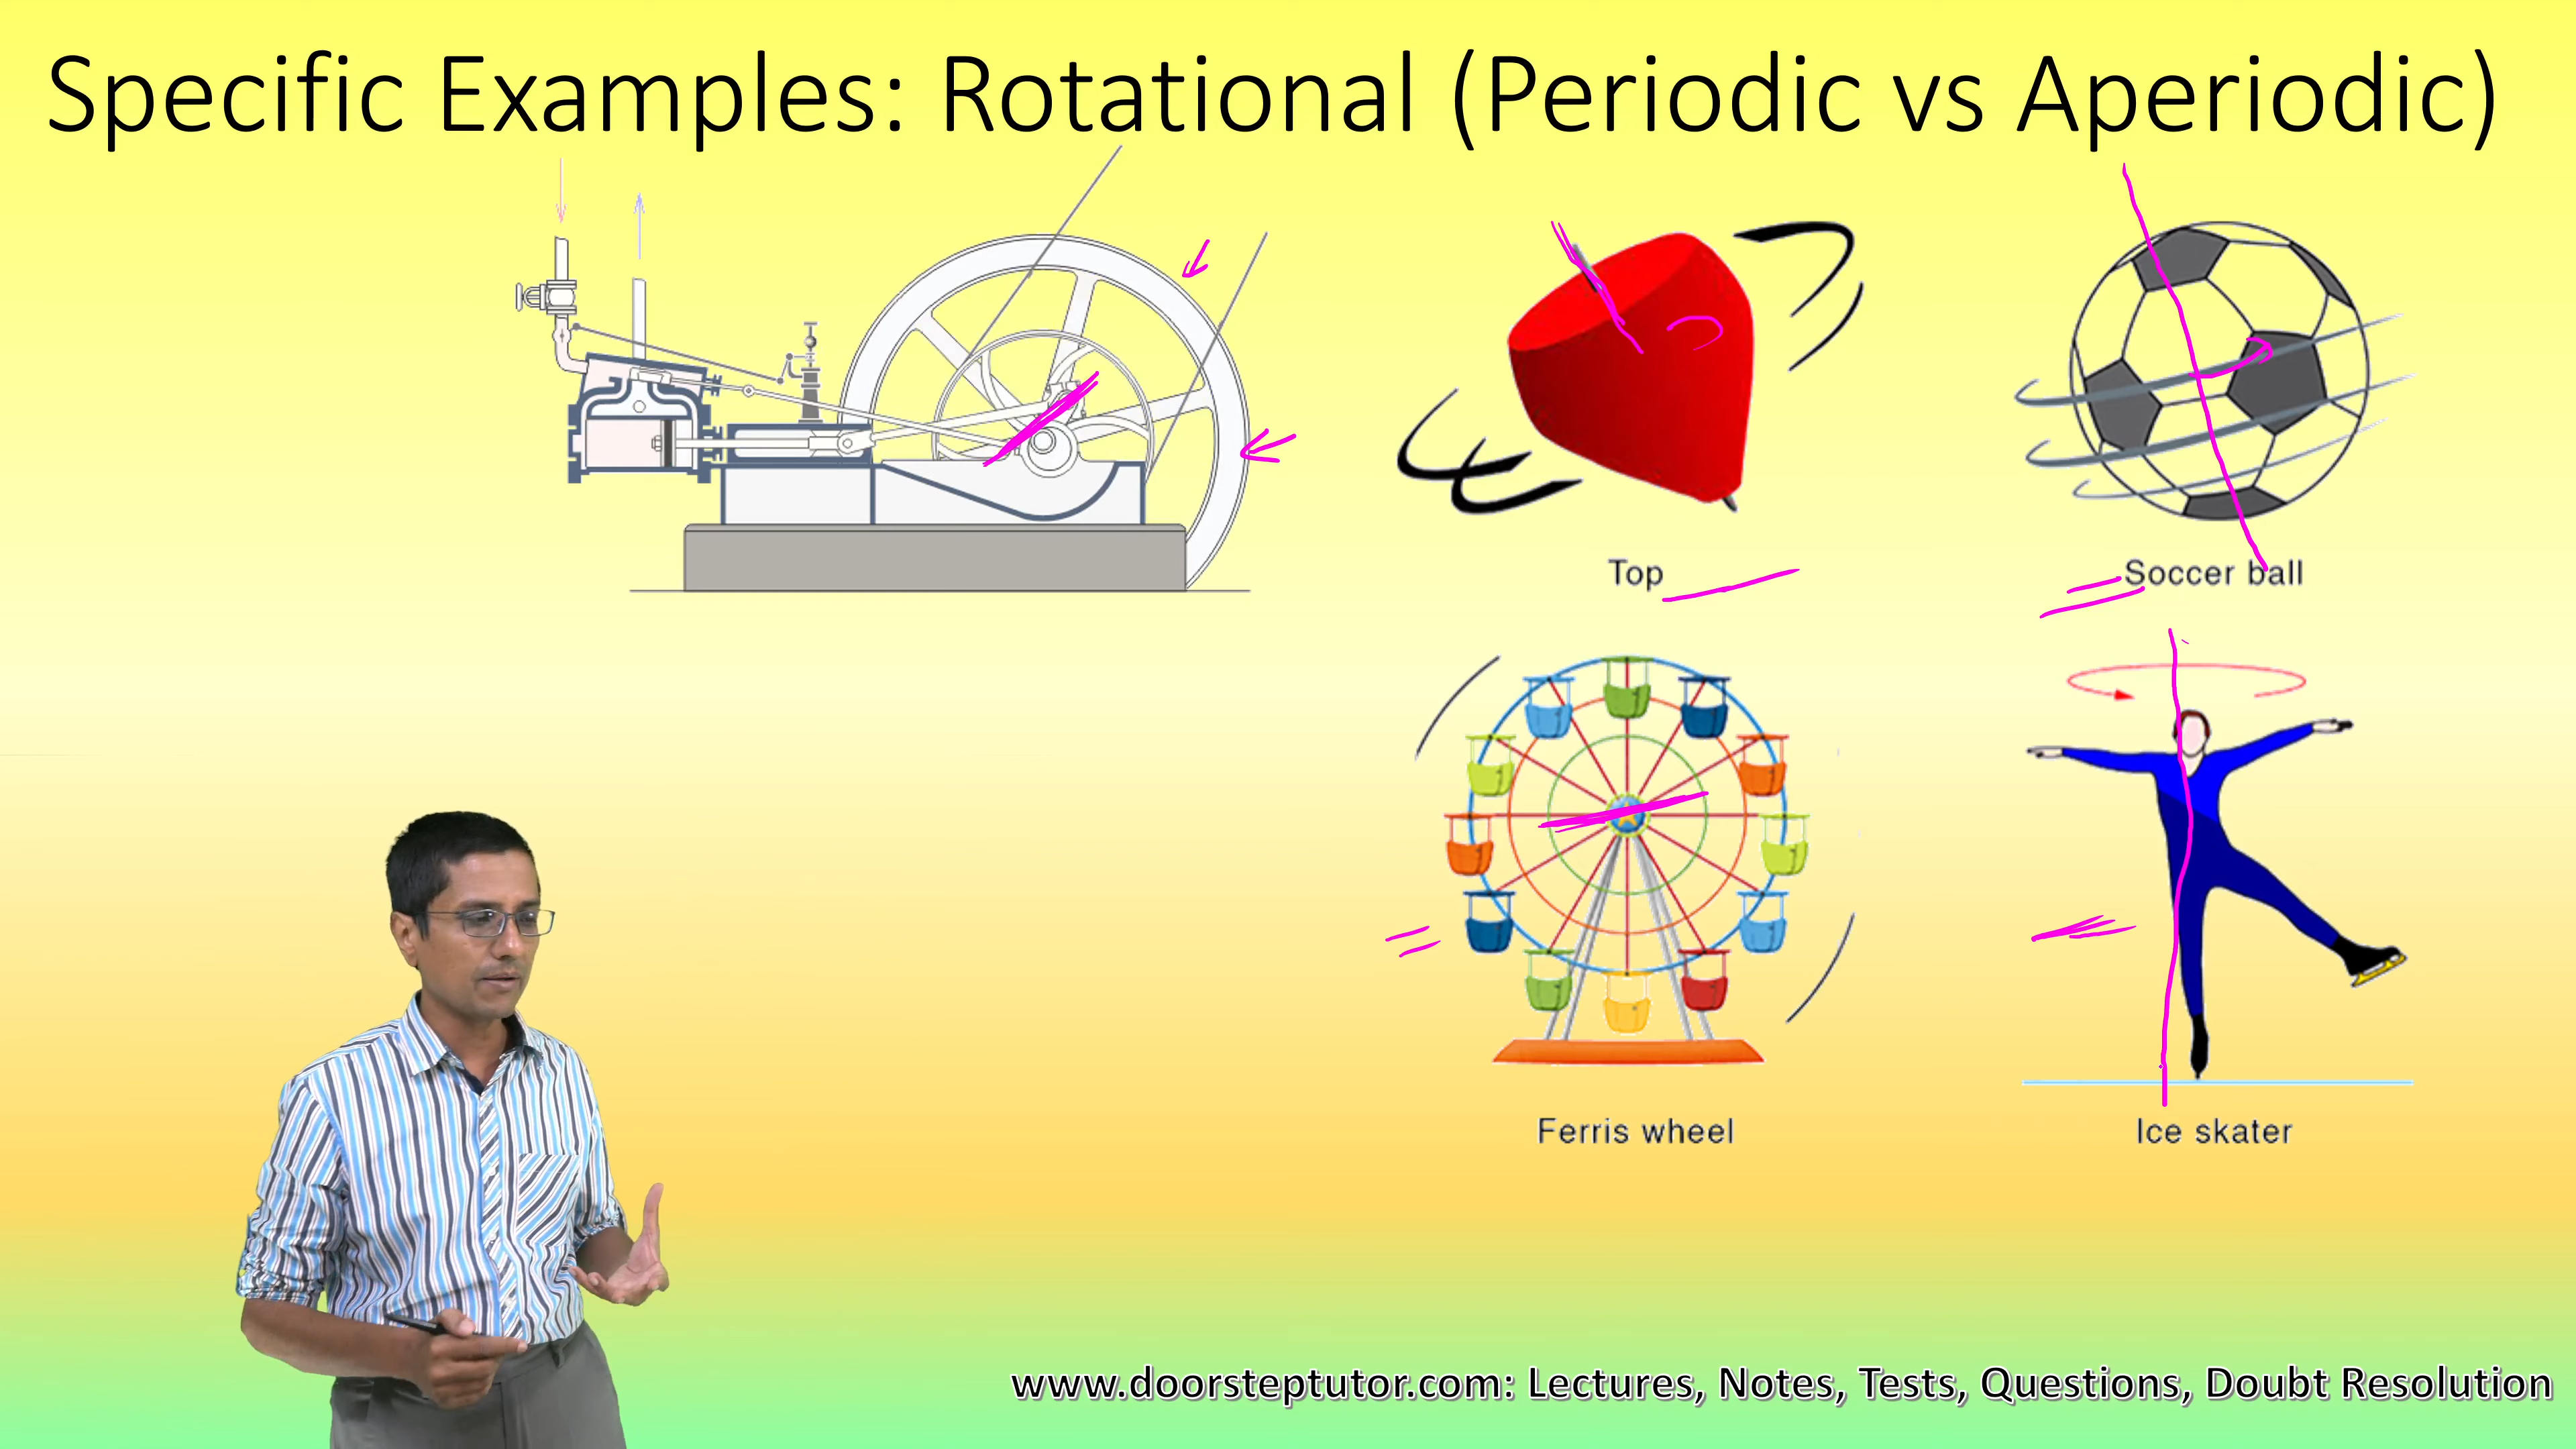 Specific Examples: Rotational (Periodic vs Aperiodic)
Top
Soccer ball
Ferris wheel
Ice skater
www.doorsteptutor.com: Lectures, Notes, Tests, Questions, Doubt Resolution